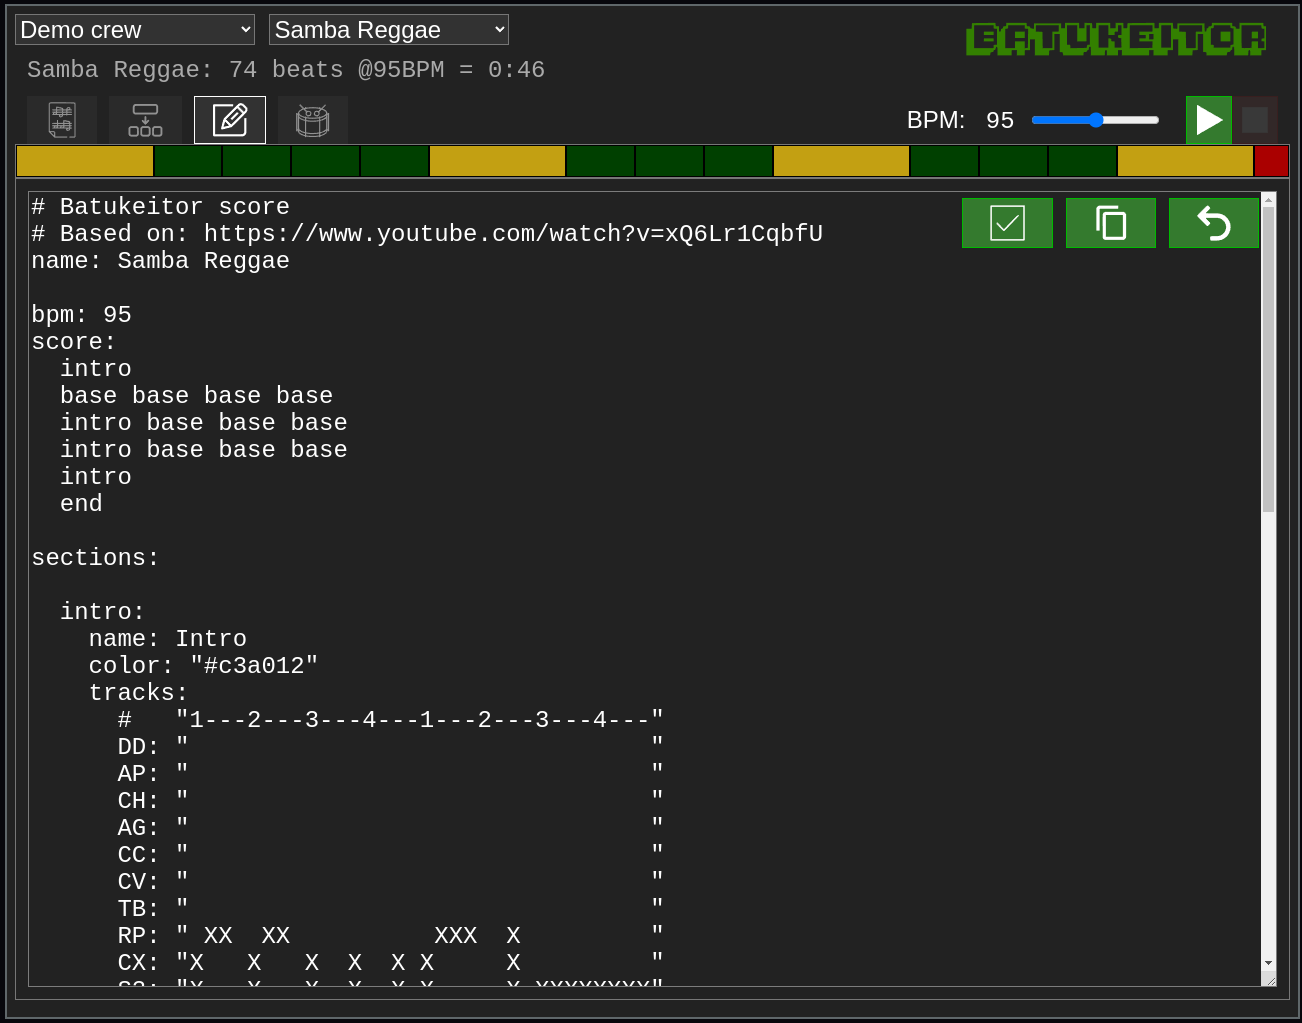 Demo crew
Samba Reggae
BATUKEITOR
Samba Reggae: 74 beats @95BPM = 0:46
BPM: 95
# Batukeitor score
# Based on: https://www.youtube.com/watch?v=xQ6Lr1CqbfU
name: Samba Reggae

bpm: 95
score:
  intro
  base base base base
  intro base base base
  intro base base base
  intro
  end

sections:

  intro:
    name: Intro
    color: "#c3a012"
    tracks:
      #   "1---2---3---4---1---2---3---4---"
      DD: "                                "
      AP: "                                "
      CH: "                                "
      AG: "                                "
      CC: "                                "
      CV: "                                "
      TB: "                                "
      RP: " XX  XX          XXX  X         "
      CX: "X   X   X  X  X X     X         "